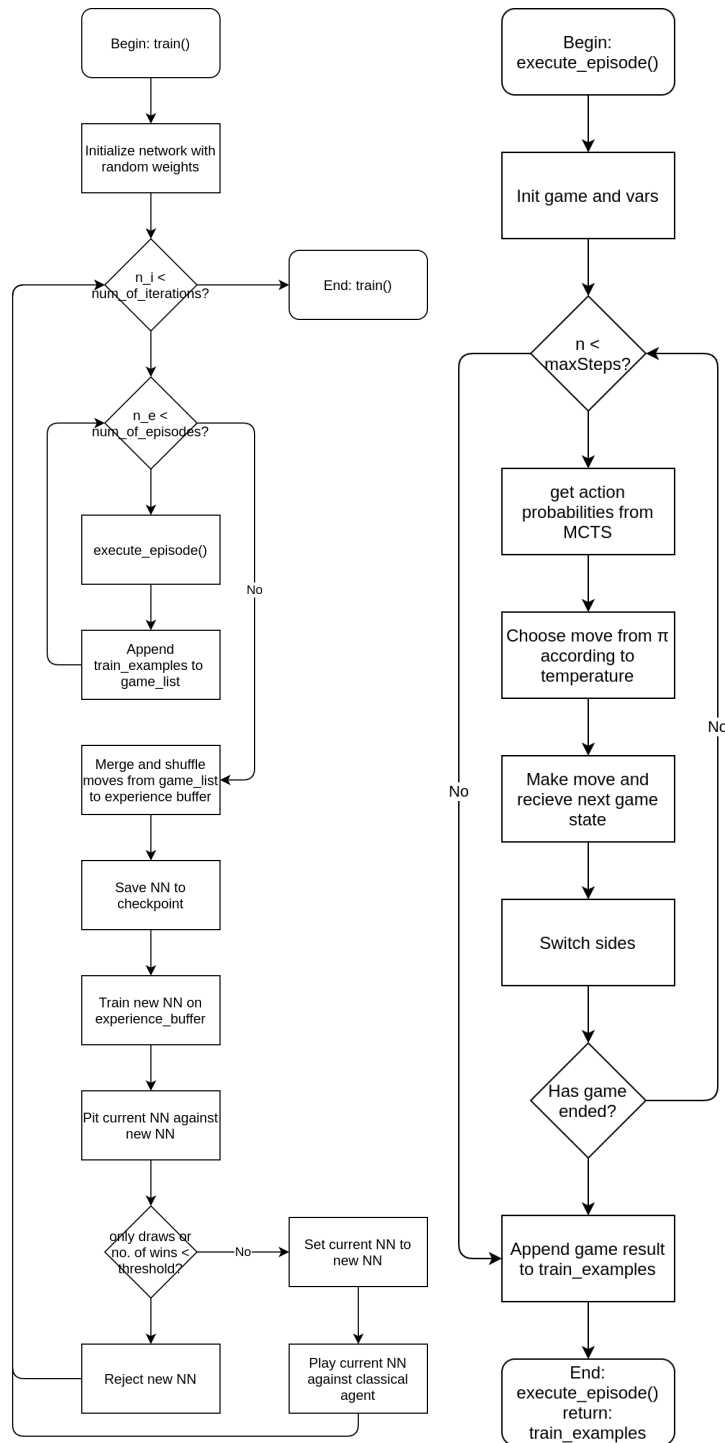 Begin: train()
Initialize network with
random weights
n_i <
num_of_iterations?
End: train()
n_e <
num_of_episodes?
execute_episode()
No
Append
train_examples to
game_list
Merge and shuffle
moves from game_list
to experience buffer
Save NN to
checkpoint
Train new NN on
experience_buffer
Pit current NN against
new NN
only draws or
no. of wins <
threshold?
No
Set current NN to
new NN
Reject new NN
Play current NN
against classical
agent
Begin:
execute_episode()
Init game and vars
n <
maxSteps?
get action
probabilities from
MCTS
Choose move from π
according to
temperature
No
Make move and
recieve next game
state
No
Switch sides
Has game
ended?
Append game result
to train_examples
End:
execute_episode()
return:
train_examples